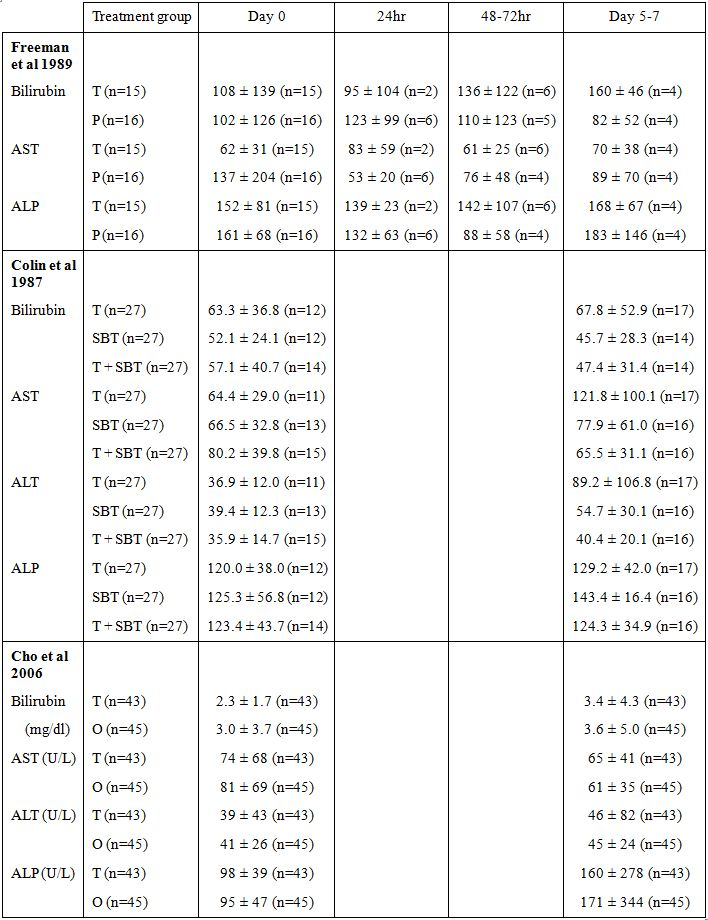 Treatment group Day 0 24hr 48-72hr Day 5-7
Freeman
et al 1989
Bilirubin T (n=15) 108 ± 139 (n=15) 95 ± 104 (n=2) 136 ± 122 (n=6) 160 ± 46 (n=4)
P (n=16) 102 ± 126 (n=16) 123 ± 99 (n=6) 110 ± 123 (n=5) 82 ± 52 (n=4)
AST T (n=15) 62 ± 31 (n=15) 83 ± 59 (n=2) 61 ± 25 (n=6) 70 ± 38 (n=4)
P (n=16) 137 ± 204 (n=16) 53 ± 20 (n=6) 76 ± 48 (n=4) 89 ± 70 (n=4)
ALP T (n=15) 152 ± 81 (n=15) 139 ± 23 (n=2) 142 ± 107 (n=6) 168 ± 67 (n=4)
P (n=16) 161 ± 68 (n=16) 132 ± 63 (n=6) 88 ± 58 (n=4) 183 ± 146 (n=4)
Colin et al
1987
Bilirubin T (n=27) 63.3 ± 36.8 (n=12) 67.8 ± 52.9 (n=17)
SBT (n=27) 52.1 ± 24.1 (n=12) 45.7 ± 28.3 (n=14)
T + SBT (n=27) 57.1 ± 40.7 (n=14) 47.4 ± 31.4 (n=14)
AST T (n=27) 64.4 ± 29.0 (n=11) 121.8 ± 100.1 (n=17)
SBT (n=27) 66.5 ± 32.8 (n=13) 77.9 ± 61.0 (n=16)
T + SBT (n=27) 80.2 ± 39.8 (n=15) 65.5 ± 31.1 (n=16)
ALT T (n=27) 36.9 ± 12.0 (n=11) 89.2 ± 106.8 (n=17)
SBT (n=27) 39.4 ± 12.3 (n=13) 54.7 ± 30.1 (n=16)
T + SBT (n=27) 35.9 ± 14.7 (n=15) 40.4 ± 20.1 (n=16)
ALP T (n=27) 120.0 ± 38.0 (n=12) 129.2 ± 42.0 (n=17)
SBT (n=27) 125.3 ± 56.8 (n=12) 143.4 ± 16.4 (n=16)
T + SBT (n=27) 123.4 ± 43.7 (n=14) 124.3 ± 34.9 (n=16)
Cho et al
2006
Bilirubin T (n=43) 2.3 ± 1.7 (n=43) 3.4 ± 4.3 (n=43)
(mg/dl) O (n=45) 3.0 ± 3.7 (n=45) 3.6 ± 5.0 (n=45)
AST (U/L) T (n=43) 74 ± 68 (n=43) 65 ± 41 (n=43)
O (n=45) 81 ± 69 (n=45) 61 ± 35 (n=45)
ALT (U/L) T (n=43) 39 ± 43 (n=43) 46 ± 82 (n=43)
O (n=45) 41 ± 26 (n=45) 45 ± 24 (n=45)
ALP (U/L) T (n=43) 98 ± 39 (n=43) 160 ± 278 (n=43)
O (n=45) 95 ± 47 (n=45) 171 ± 344 (n=45)